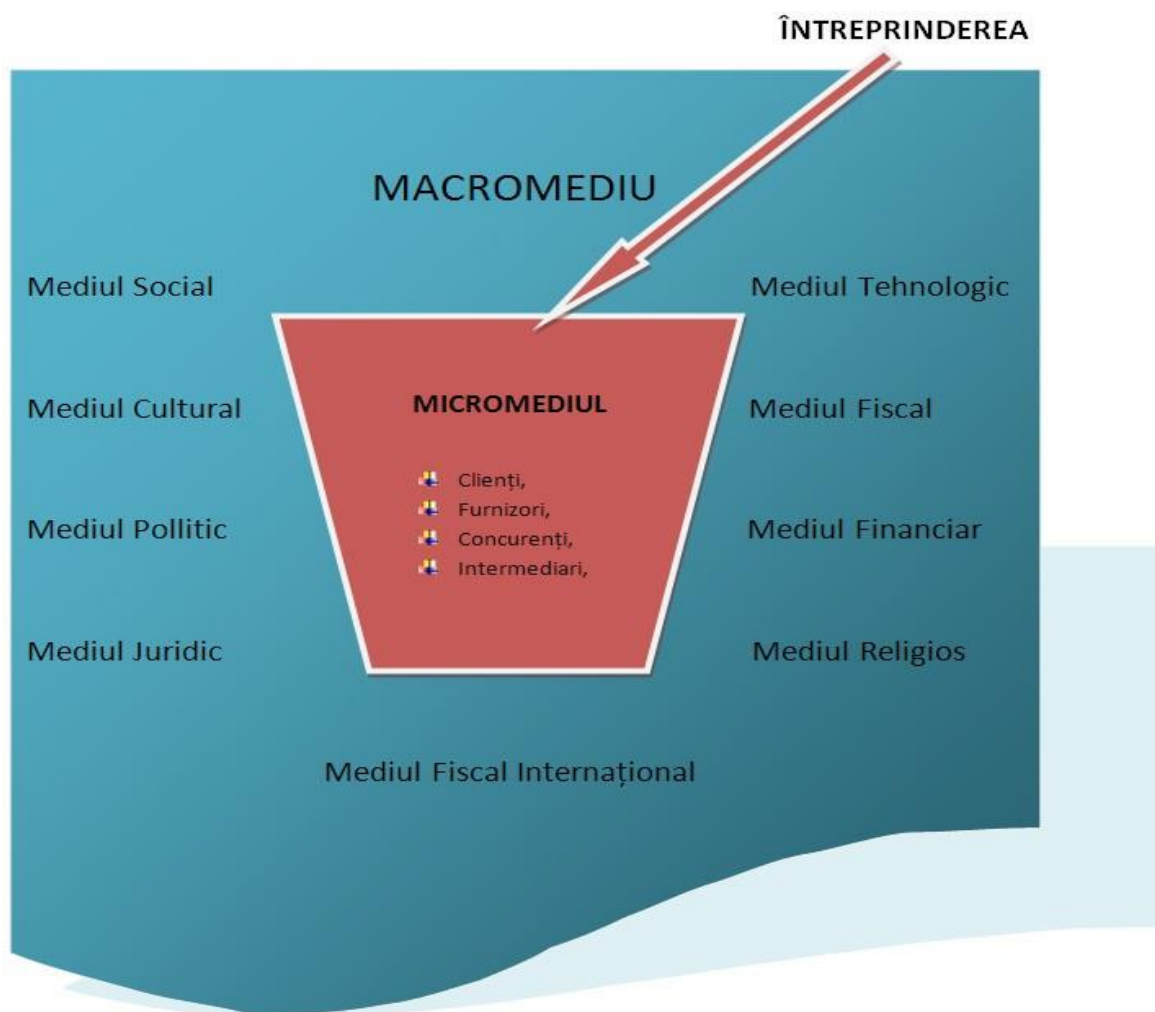 ÎNTREPRINDEREA
MACROMEDIU
Mediul Social
Mediul Tehnologic
MICROMEDIUL
Mediul Cultural
Mediul Fiscal
Clienți,
Furnizori,
Mediul Pollitic
Concurenți,
Mediul Financiar
Intermediari,
Mediul Juridic
Mediul Religios
Mediul Fiscal Internațional